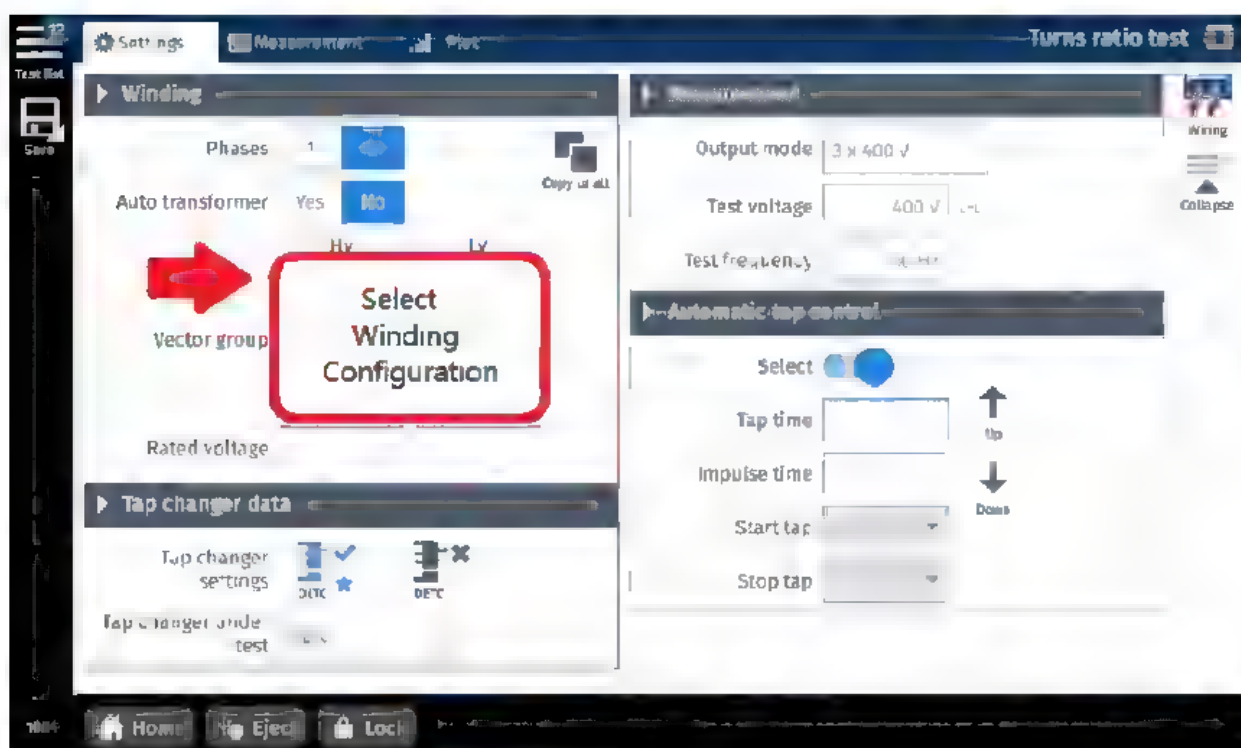 Settings
Turns ratio test
Test list
Save
Winding
Phases 1
Copy to all
Auto transformer Yes No
HV LV
Select
Winding
Configuration
Vector group
Rated voltage
Tap changer data
Tap changer
settings
OLTC
DETC
Tap changer under
test
Output mode 3 x 400 V
Test voltage 400 V L-L
Test frequency
Wiring
Collapse
Automatic tap control
Select
Tap time
Up
Impulse time
Down
Start tap
Stop tap
Home Eject Lock